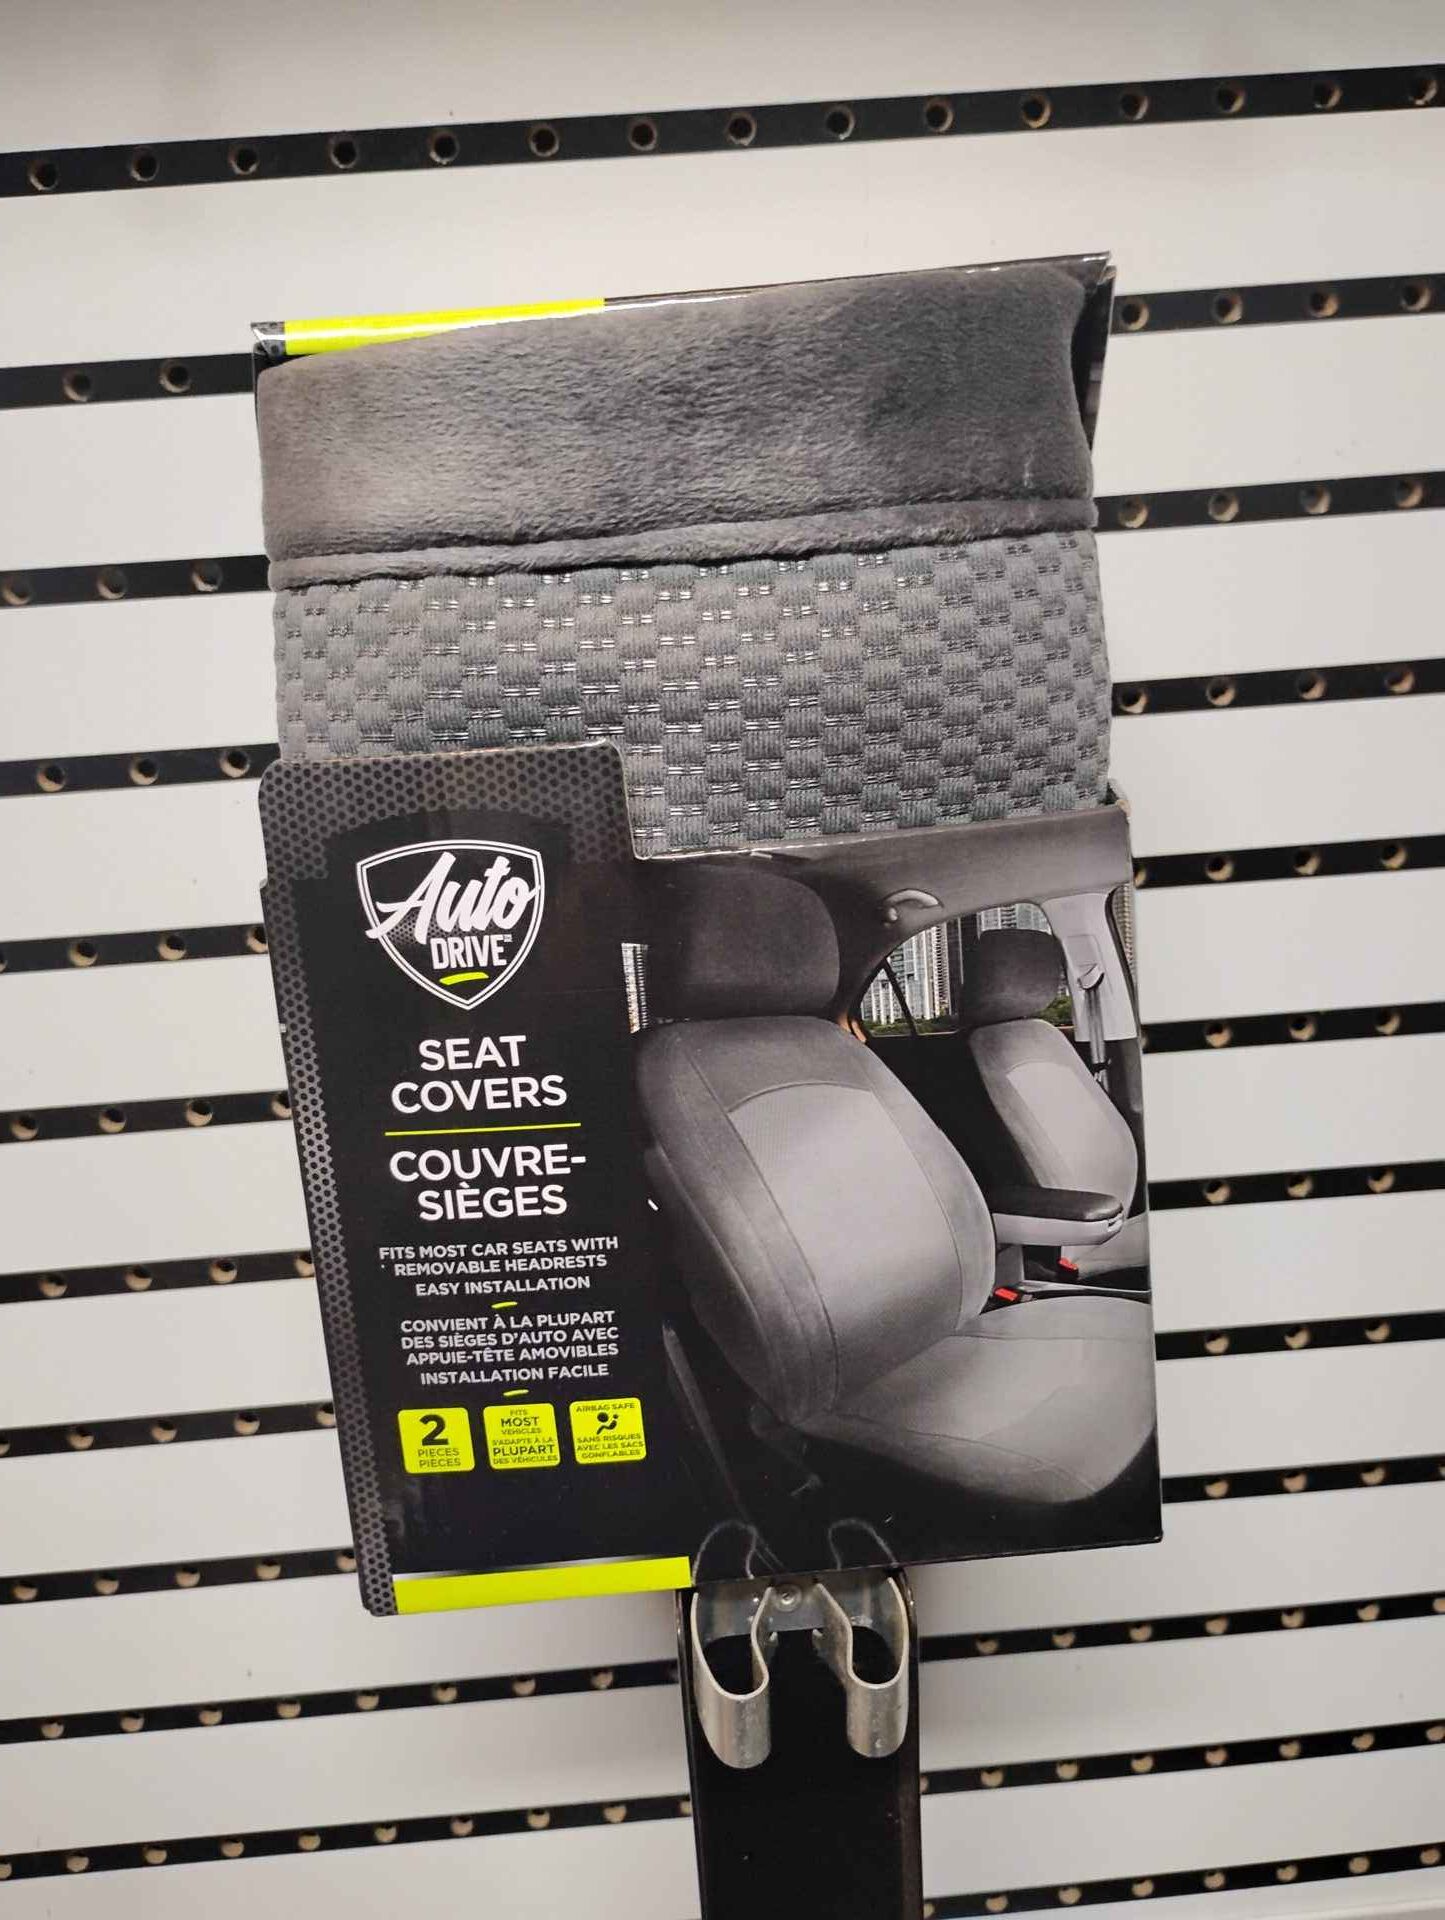 Auto
DRIVE
SEAT
COVERS
COUVRE-
SIÈGES
FITS MOST CAR SEATS WITH
REMOVABLE HEADRESTS
EASY INSTALLATION
CONVIENT À LA PLUPART
DES SIÈGES D'AUTO AVEC
APPUIE-TÊTE AMOVIBLES
INSTALLATION FACILE
2
PIECES
PIÈCES
FITS
MOST
VEHICLES
S'ADAPTE À LA
PLUPART
DES VÉHICULES
AIRBAG SAFE
SANS RISQUES
AVEC LES SACS
GONFLABLES